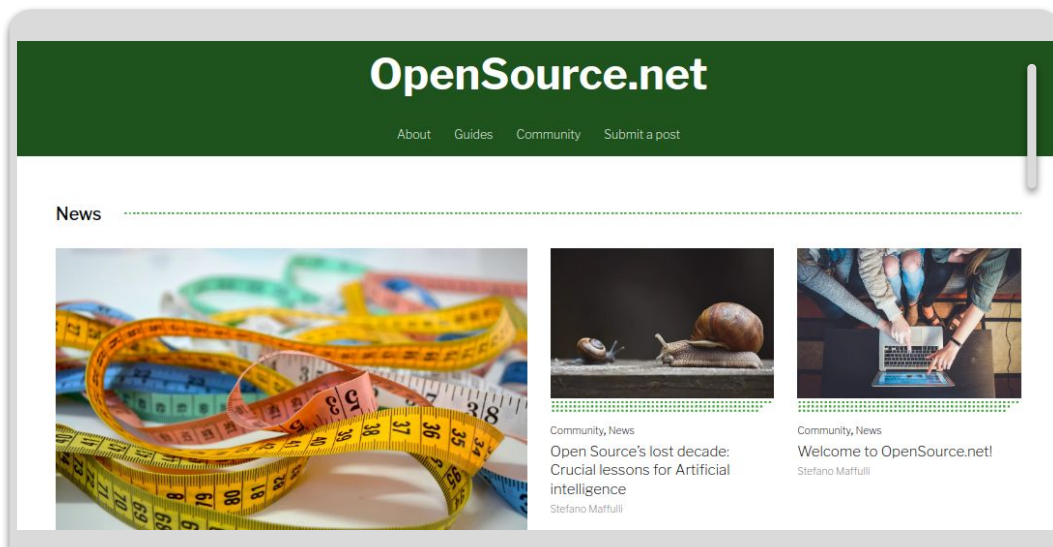 OpenSource.net
About Guides Community Submit a post
News
Community, News
Open Source's lost decade:
Crucial lessons for Artificial
intelligence
Stefano Maffulli
Community, News
Welcome to OpenSource.net!
Stefano Maffulli